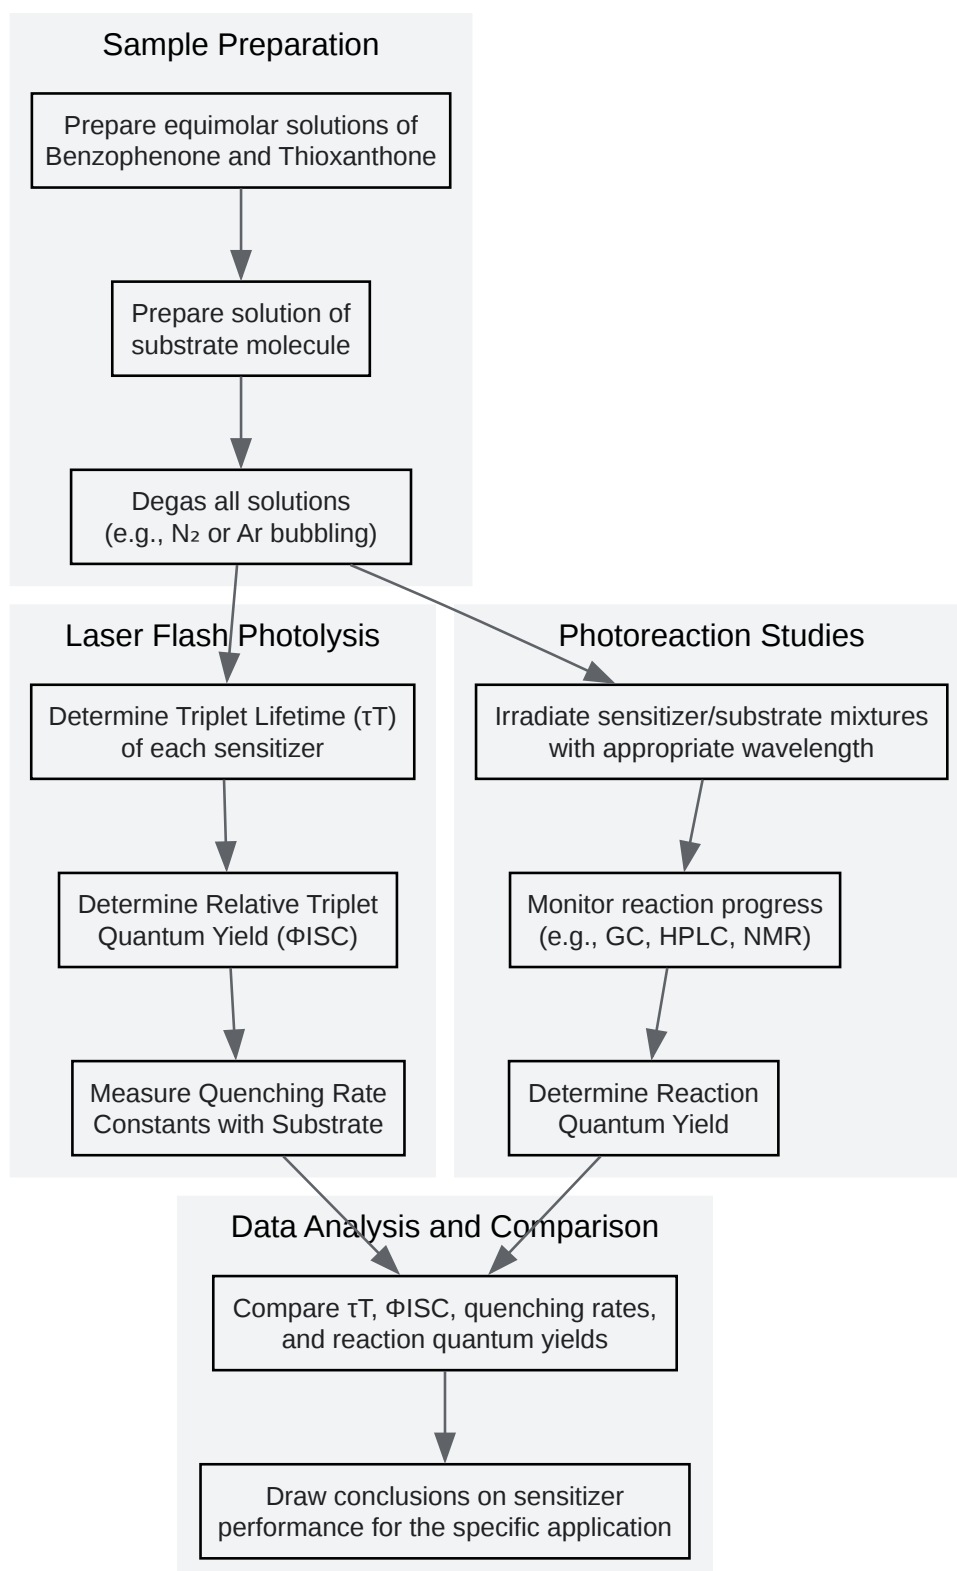 Sample Preparation
Prepare equimolar solutions of
Benzophenone and Thioxanthone
Prepare solution of
substrate molecule
Degas all solutions
(e.g., N₂ or Ar bubbling)
Laser Flash Photolysis
Determine Triplet Lifetime (τT)
of each sensitizer
Determine Relative Triplet
Quantum Yield (ΦISC)
Measure Quenching Rate
Constants with Substrate
Photoreaction Studies
Irradiate sensitizer/substrate mixtures
with appropriate wavelength
Monitor reaction progress
(e.g., GC, HPLC, NMR)
Determine Reaction
Quantum Yield
Data Analysis and Comparison
Compare τT, ΦISC, quenching rates,
and reaction quantum yields
Draw conclusions on sensitizer
performance for the specific application